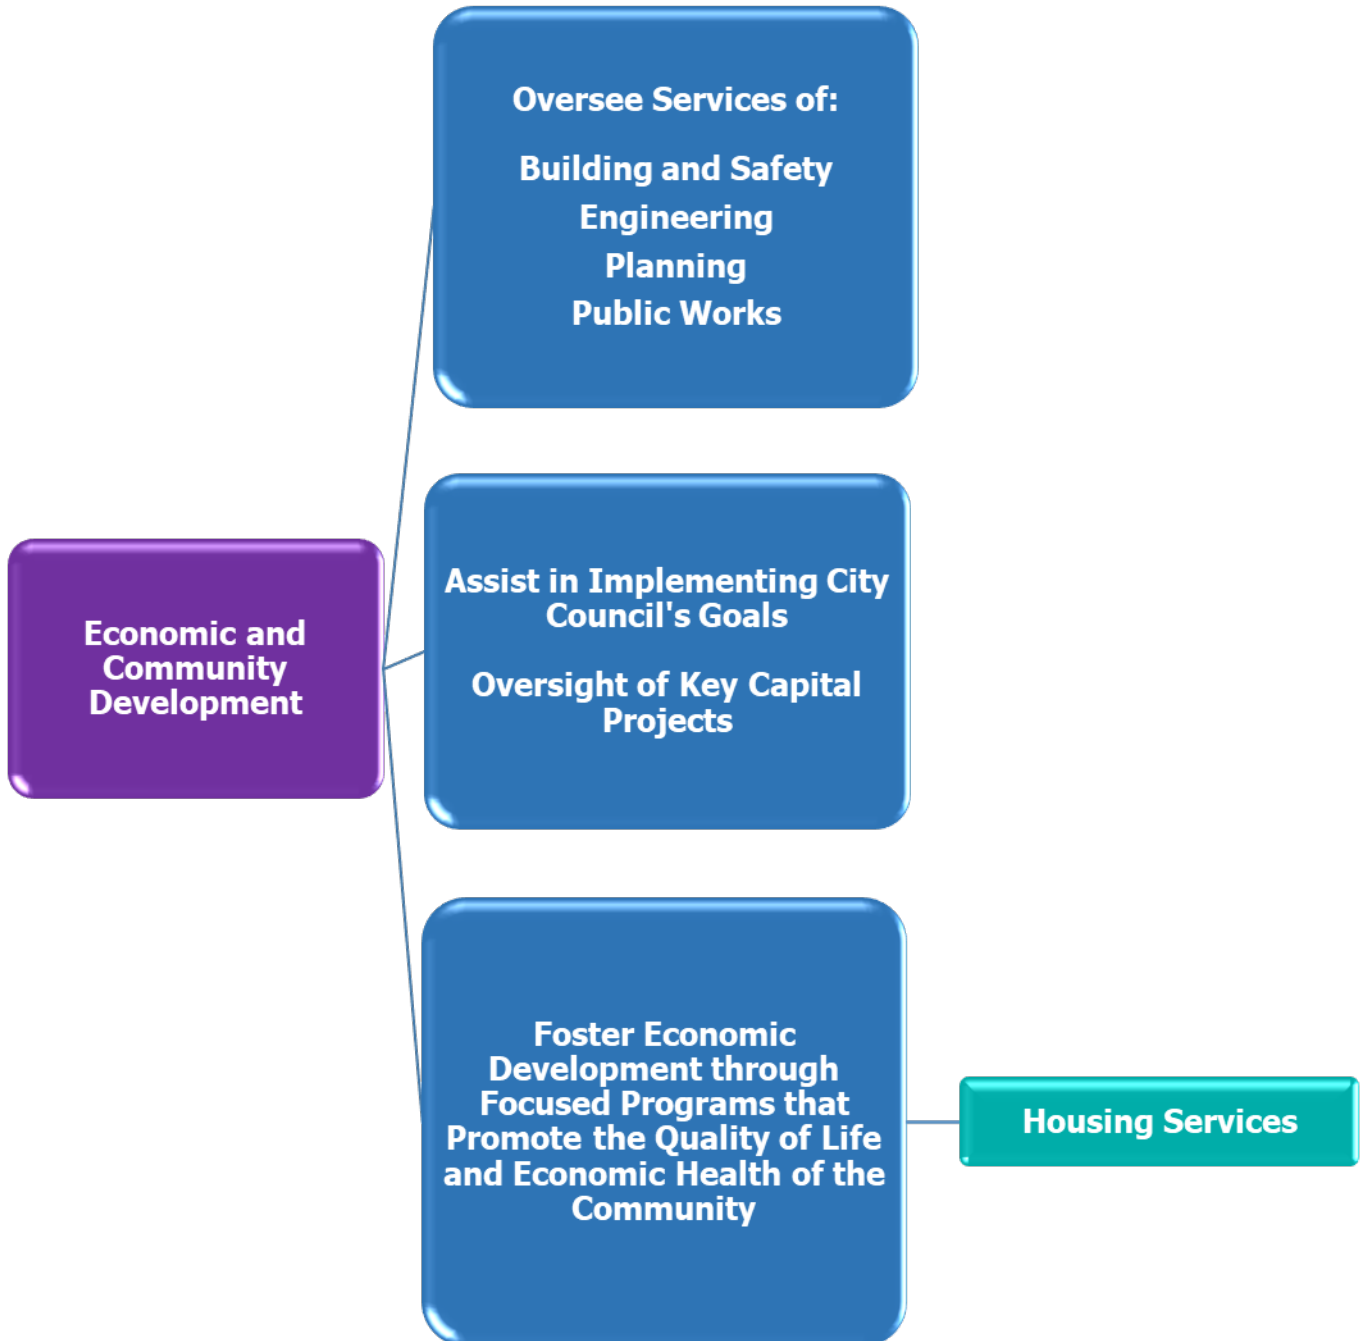 Oversee Services of:
Building and Safety
Engineering
Planning
Public Works
Economic and
Community
Development
Assist in Implementing City
Council's Goals
Oversight of Key Capital
Projects
Foster Economic
Development through
Focused Programs that
Promote the Quality of Life
and Economic Health of the
Community
Housing Services